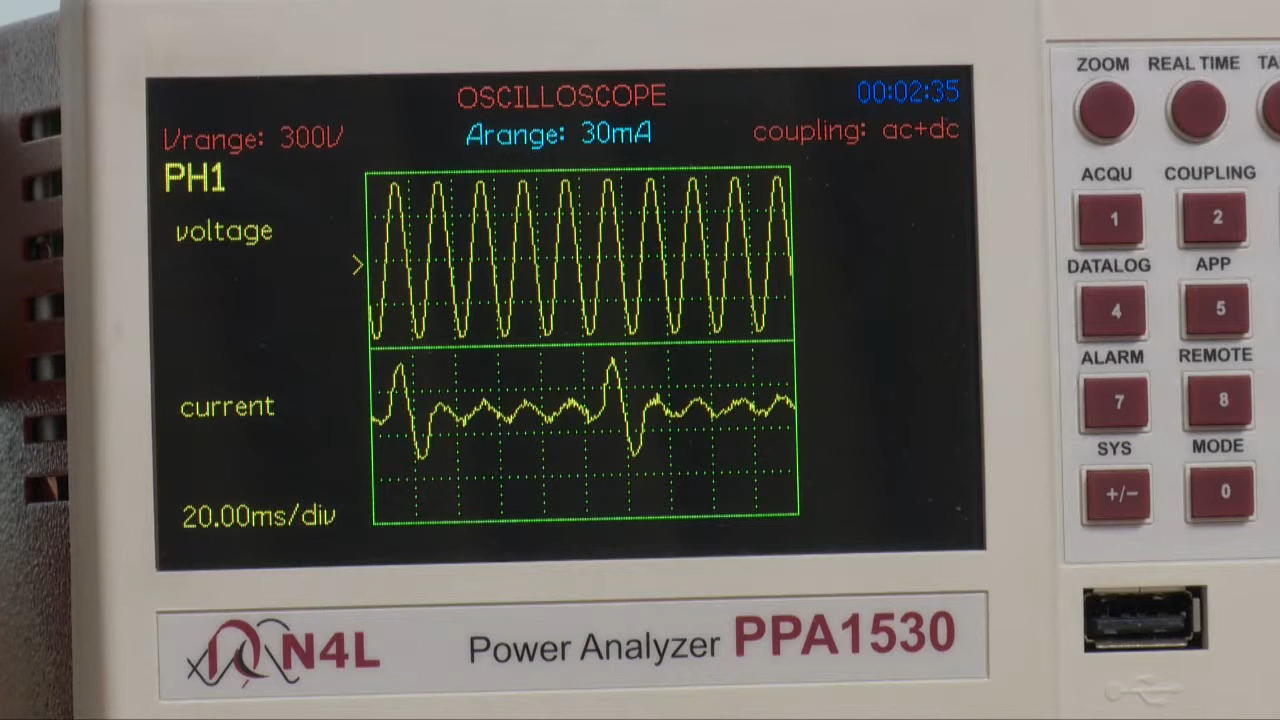 OSCILLOSCOPE
00:02:35
Vrange: 300V
Arange: 30mA
coupling: ac+dc
PH1
voltage
current
20.00ms/div
N4L
Power Analyzer PPA1530
ZOOM
REAL TIME
TA
ACQU
COUPLING
1
2
DATALOG
APP
4
5
ALARM
REMOTE
7
8
SYS
MODE
+/−
0